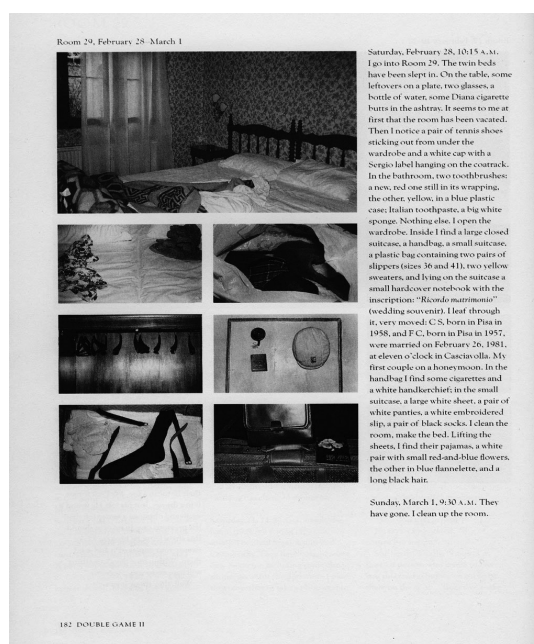 Room 29, February 28–March 1
Saturday, February 28, 10:15 A.M.
I go into Room 29. The twin beds
have been slept in. On the table, some
leftovers on a plate, two glasses, a
bottle of water, some Diana cigarette
butts in the ashtray. It seems to me at
first that the room has been vacated.
Then I notice a pair of tennis shoes
sticking out from under the
wardrobe and a white cap with a
Sergio label hanging on the coatrack.
In the bathroom, two toothbrushes:
a new, red one still in its wrapping,
the other, yellow, in a blue plastic
case; Italian toothpaste, a big white
sponge. Nothing else. I open the
wardrobe. Inside I find a large closed
suitcase, a handbag, a small suitcase,
a plastic bag containing two pairs of
slippers (sizes 36 and 41), two yellow
sweaters, and lying on the suitcase a
small hardcover notebook with the
inscription: "Ricordo matrimonio"
(wedding souvenir). I leaf through
it, very moved: C S, born in Pisa in
1958, and F C, born in Pisa in 1957,
were married on February 26, 1981,
at eleven o'clock in Casciavolla. My
first couple on a honeymoon. In the
handbag I find some cigarettes and
a white handkerchief; in the small
suitcase, a large white sheet, a pair of
white panties, a white embroidered
slip, a pair of black socks. I clean the
room, make the bed. Lifting the
sheets, I find their pajamas, a white
pair with small red-and-blue flowers,
the other in blue flannelette, and a
long black hair.
Sunday, March 1, 9:30 A.M. They
have gone. I clean up the room.
182 DOUBLE GAME II